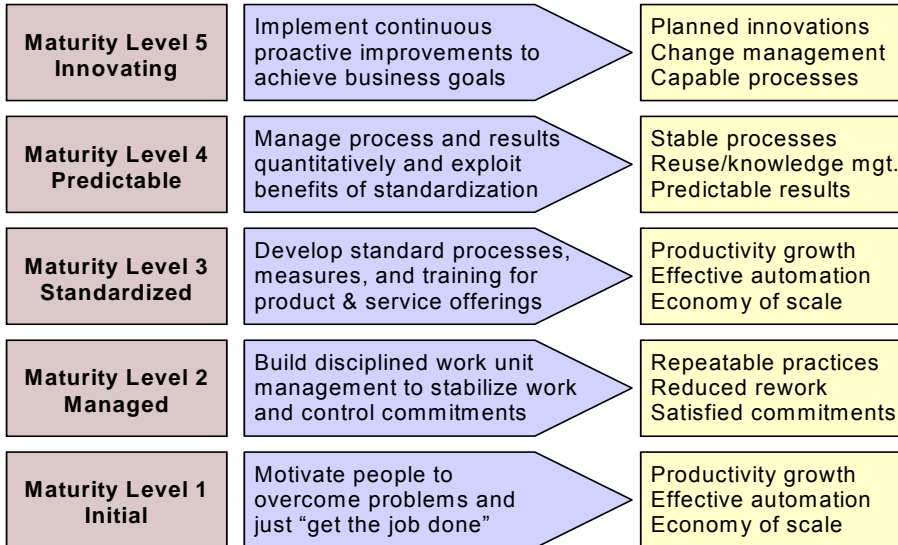 Maturity Level 5
Innovating
Implement continuous
proactive improvements to
achieve business goals
Planned innovations
Change management
Capable processes
Maturity Level 4
Predictable
Manage process and results
quantitatively and exploit
benefits of standardization
Stable processes
Reuse/knowledge mgt.
Predictable results
Maturity Level 3
Standardized
Develop standard processes,
measures, and training for
product & service offerings
Productivity growth
Effective automation
Economy of scale
Maturity Level 2
Managed
Build disciplined work unit
management to stabilize work
and control commitments
Repeatable practices
Reduced rework
Satisfied commitments
Maturity Level 1
Initial
Motivate people to
overcome problems and
just “get the job done”
Productivity growth
Effective automation
Economy of scale